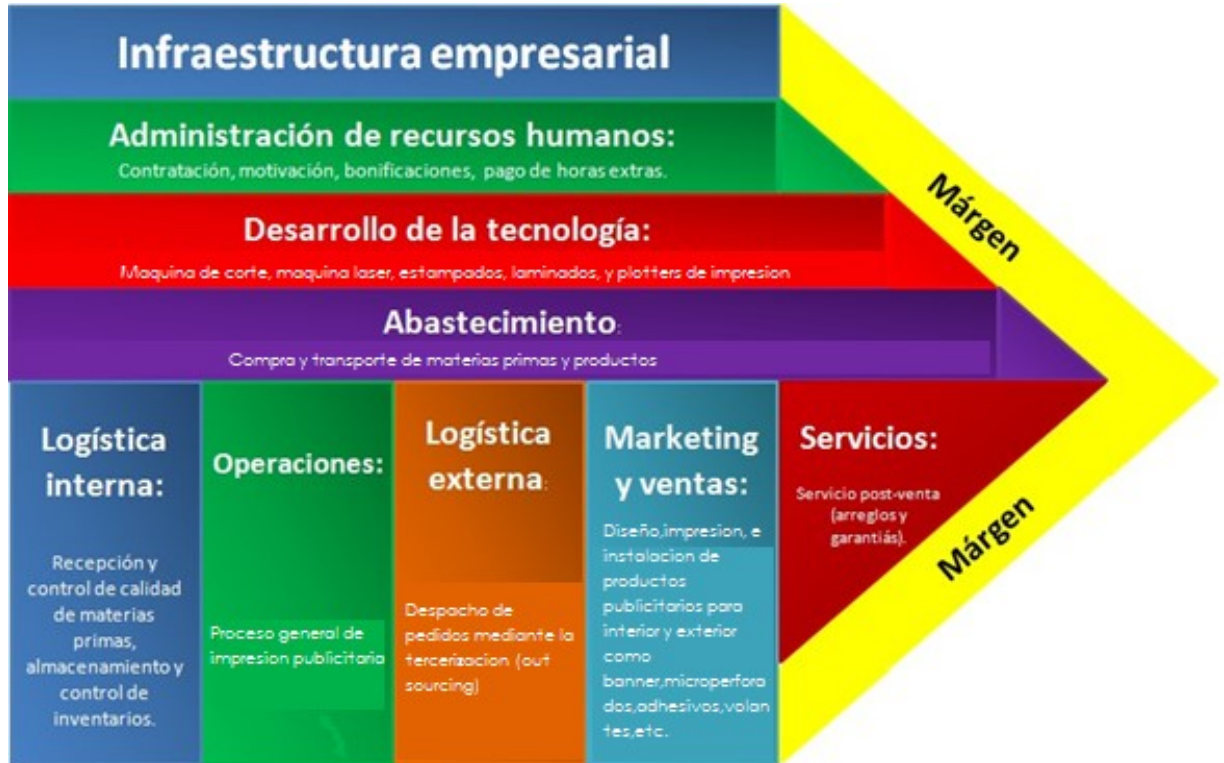 Infraestructura empresarial
Administración de recursos humanos:
Contratación, motivación, bonificaciones, pago de horas extras.
Desarrollo de la tecnología:
Maquina de corte, maquina laser, estampados, laminados, y plotters de impresion
Abastecimiento:
Compra y transporte de materias primas y productos
Logística
interna:
Recepción y
control de calidad
de materias
primas,
almacenamiento y
control de
inventarios.
Operaciones:
Proceso general de
impresion publicitaria
Logística
externa:
Despacho de
pedidos mediante la
tercerizacion (out
sourcing)
Marketing
y ventas:
Diseño,impresion, e
instalacion de
productos
publicitarios para
interior y exterior
como
banner,microperfora
dos,adhesivos,volan
tes,etc.
Servicios:
Servicio post-venta
(arreglos y
garantiás).
Márgen
Márgen